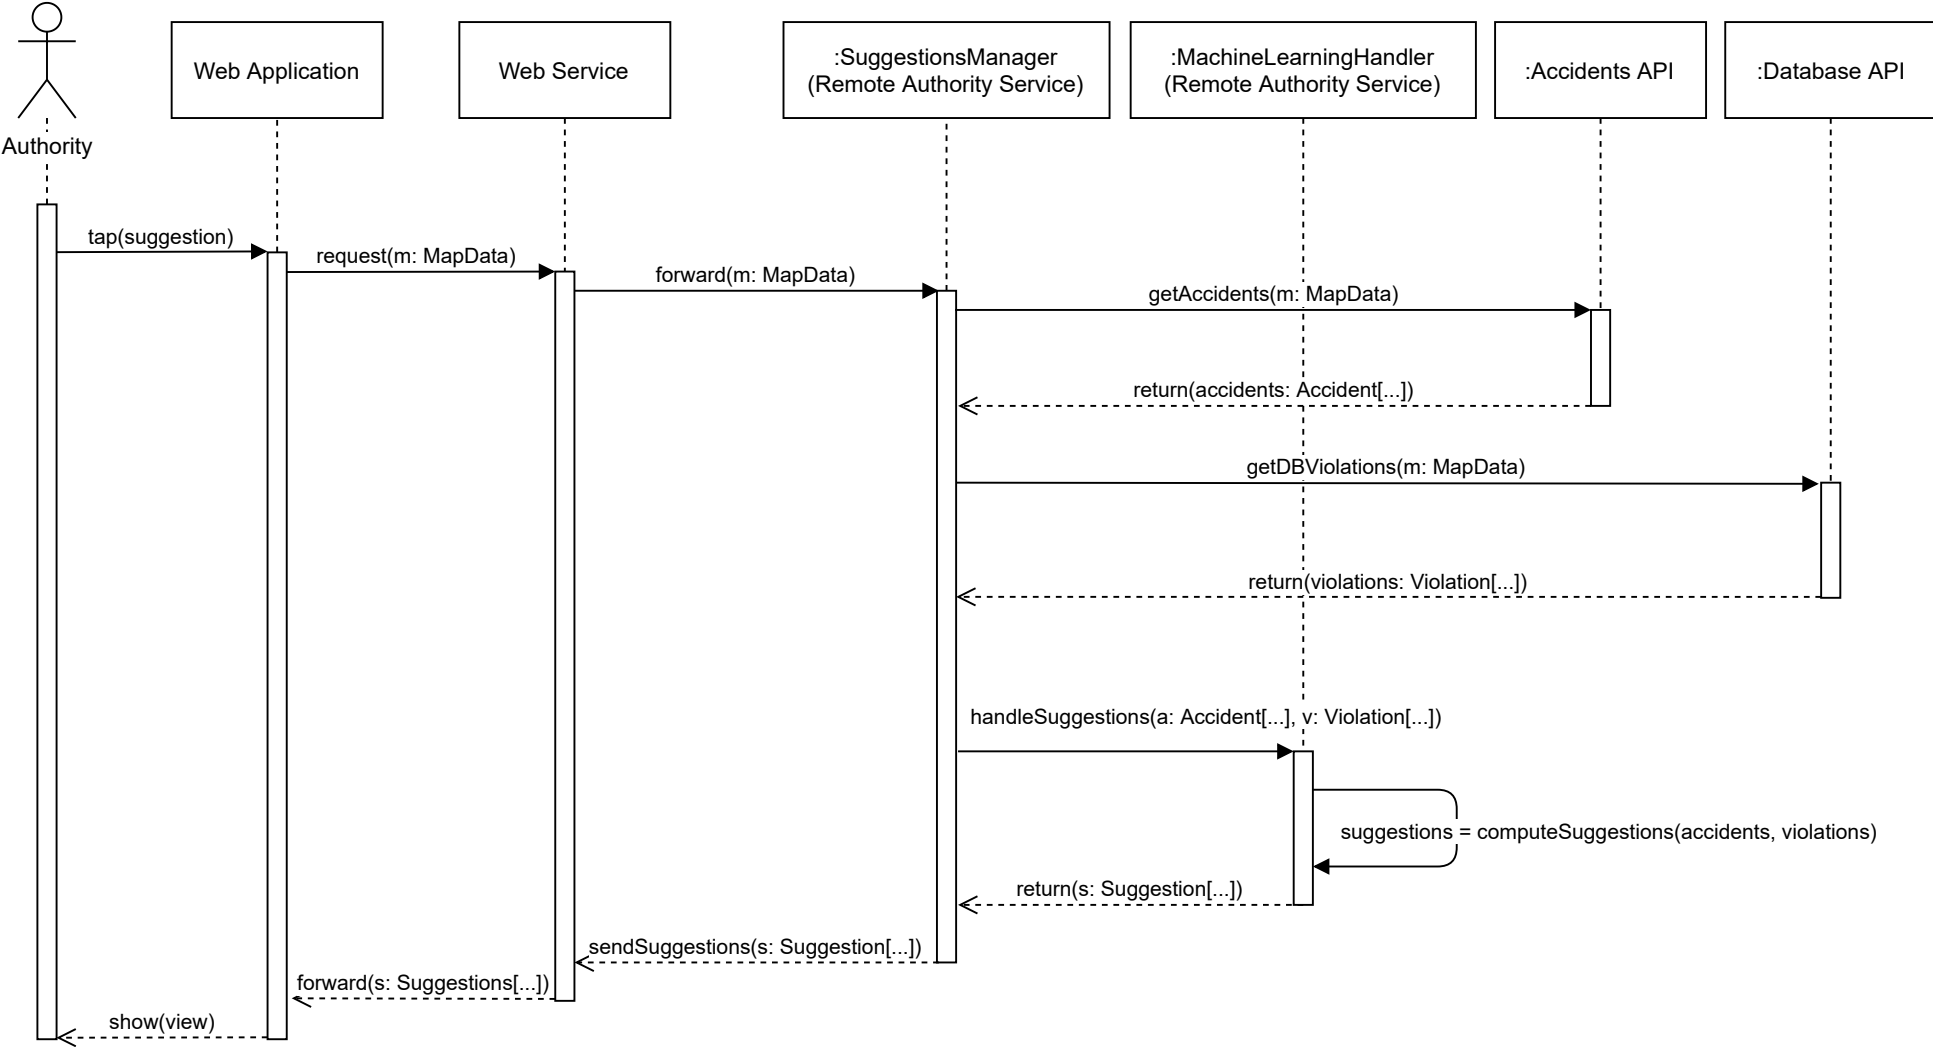 Authority
Web Application
Web Service
:SuggestionsManager
(Remote Authority Service)
:MachineLearningHandler
(Remote Authority Service)
:Accidents API
:Database API
tap(suggestion)
request(m: MapData)
forward(m: MapData)
getAccidents(m: MapData)
return(accidents: Accident[...])
getDBViolations(m: MapData)
return(violations: Violation[...])
handleSuggestions(a: Accident[...], v: Violation[...])
suggestions = computeSuggestions(accidents, violations)
return(s: Suggestion[...])
sendSuggestions(s: Suggestion[...])
forward(s: Suggestions[...])
show(view)